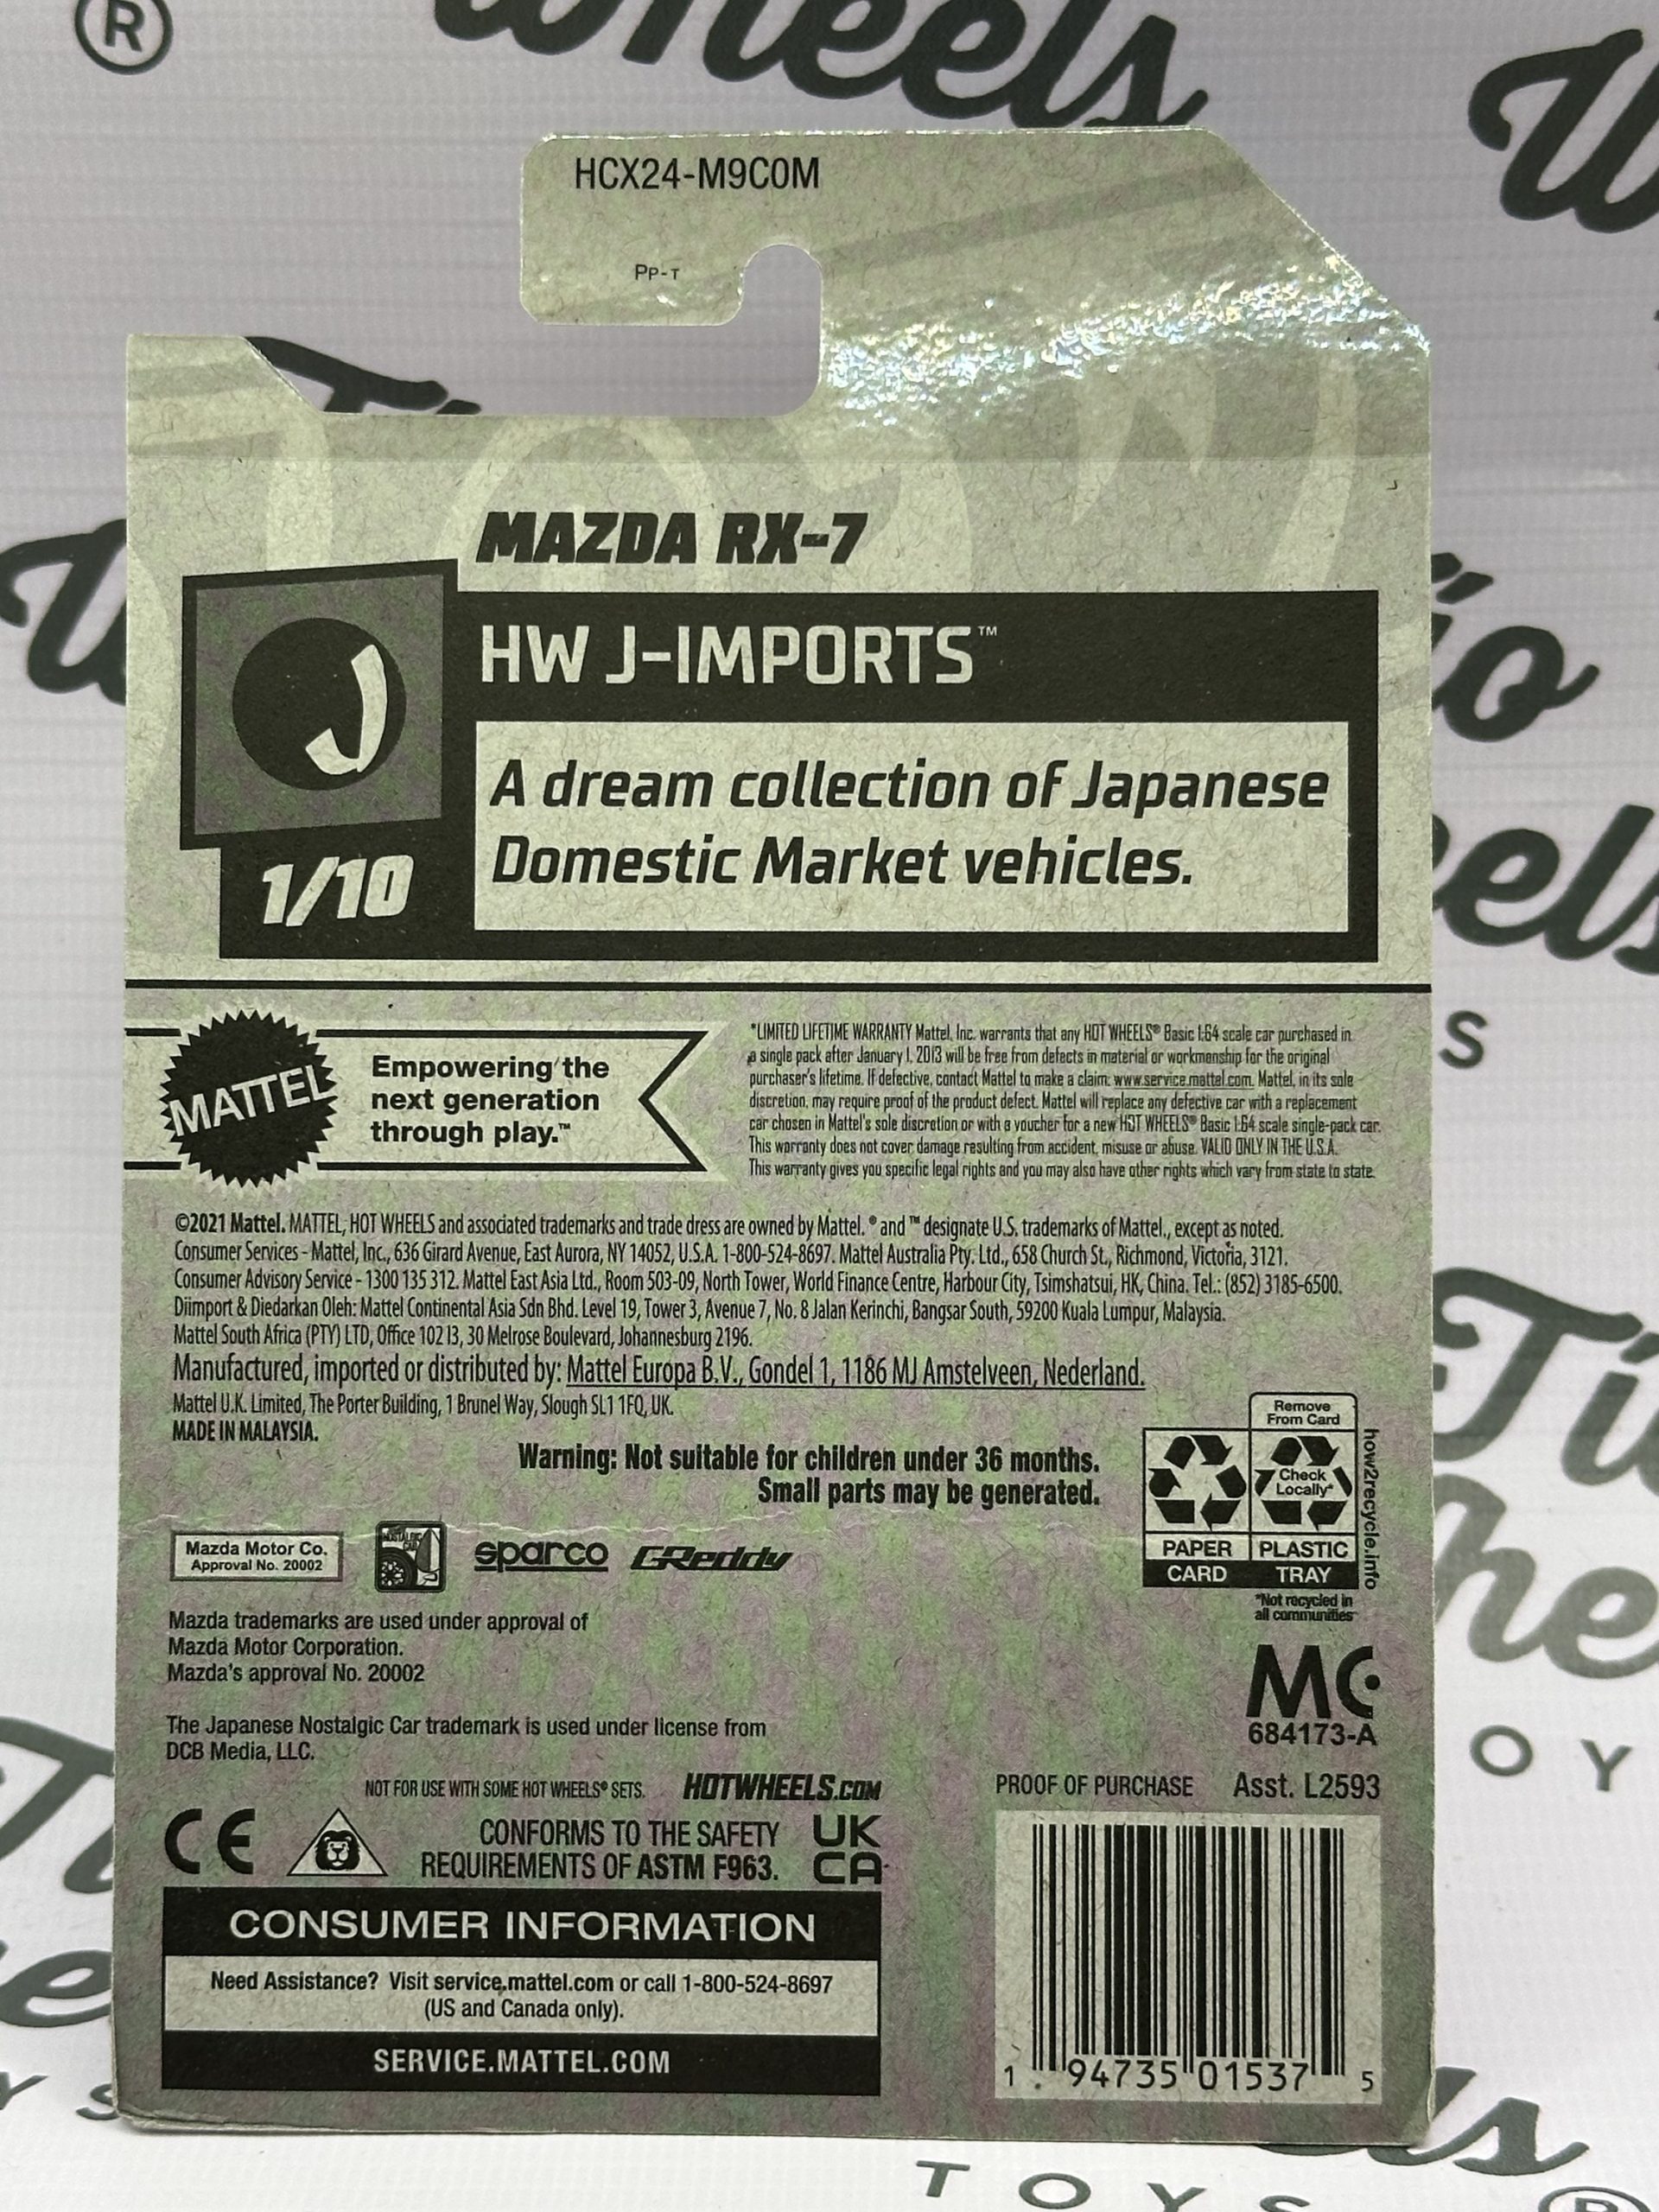 ®
Wheels
HCX24-M9C0M
PP-T
MAZDA RX-7
HW J-IMPORTS™
J
A dream collection of Japanese
Domestic Market vehicles.
1/10
MATTEL
Empowering the
next generation
through play.™
*LIMITED LIFETIME WARRANTY Mattel, Inc. warrants that any HOT WHEELS® Basic 1:64 scale car purchased in
a single pack after January 1, 2013 will be free from defects in material or workmanship for the original
purchaser's lifetime. If defective, contact Mattel to make a claim: www.service.mattel.com. Mattel, in its sole
discretion, may require proof of the product defect. Mattel will replace any defective car with a replacement
car chosen in Mattel's sole discretion or with a voucher for a new HOT WHEELS® Basic 1:64 scale single-pack car.
This warranty does not cover damage resulting from accident, misuse or abuse. VALID ONLY IN THE U.S.A.
This warranty gives you specific legal rights and you may also have other rights which vary from state to state.
©2021 Mattel. MATTEL, HOT WHEELS and associated trademarks and trade dress are owned by Mattel. ® and ™ designate U.S. trademarks of Mattel., except as noted.
Consumer Services - Mattel, Inc., 636 Girard Avenue, East Aurora, NY 14052, U.S.A. 1-800-524-8697. Mattel Australia Pty. Ltd., 658 Church St., Richmond, Victoria, 3121.
Consumer Advisory Service - 1300 135 312. Mattel East Asia Ltd., Room 503-09, North Tower, World Finance Centre, Harbour City, Tsimshatsui, HK, China. Tel.: (852) 3185-6500.
Diimport & Diedarkan Oleh: Mattel Continental Asia Sdn Bhd. Level 19, Tower 3, Avenue 7, No. 8 Jalan Kerinchi, Bangsar South, 59200 Kuala Lumpur, Malaysia.
Mattel South Africa (PTY) LTD, Office 102 I3, 30 Melrose Boulevard, Johannesburg 2196.
Manufactured, imported or distributed by: Mattel Europa B.V., Gondel 1, 1186 MJ Amstelveen, Nederland.
Mattel U.K. Limited, The Porter Building, 1 Brunel Way, Slough SL1 1FQ, UK.
MADE IN MALAYSIA.
Warning: Not suitable for children under 36 months.
Small parts may be generated.
Remove
From Card
Check
Locally*
PAPER
PLASTIC
CARD
TRAY
how2recycle.info
*Not recycled in
all communities
Mazda Motor Co.
Approval No. 20002
NOSTALGIC
CAR
sparco
GReddy
Mazda trademarks are used under approval of
Mazda Motor Corporation.
Mazda's approval No. 20002
The Japanese Nostalgic Car trademark is used under license from
DCB Media, LLC.
MC
684173-A
NOT FOR USE WITH SOME HOT WHEELS® SETS.
HOTWHEELS.COM
PROOF OF PURCHASE
Asst. L2593
CE
CONFORMS TO THE SAFETY
REQUIREMENTS OF ASTM F963.
UK
CA
CONSUMER INFORMATION
Need Assistance? Visit service.mattel.com or call 1-800-524-8697
(US and Canada only).
SERVICE.MATTEL.COM
1 94735 01537 5
TOYS
®